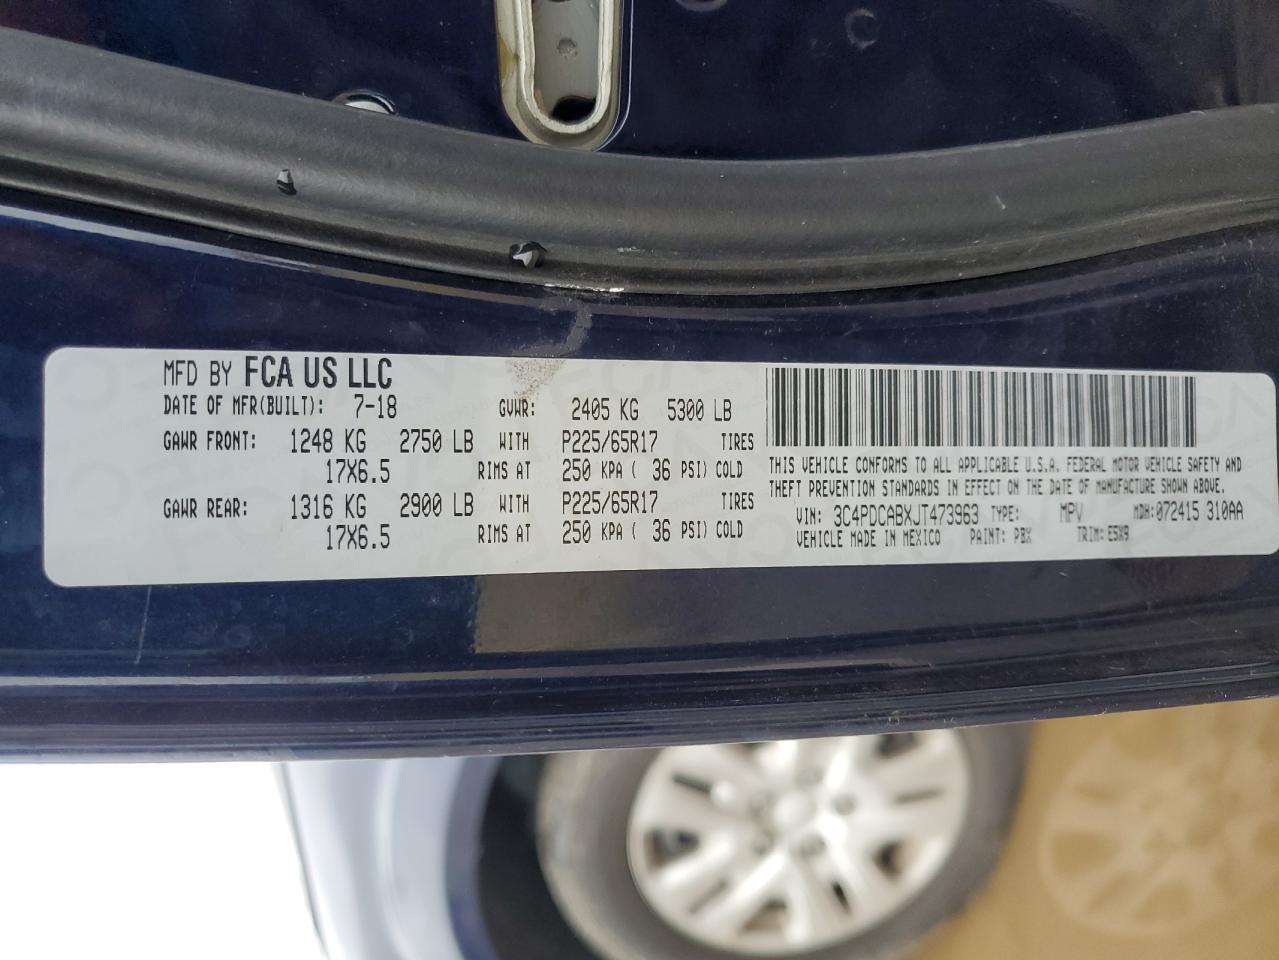 MFD BY FCA US LLC
DATE OF MFR(BUILT): 7-18 GVWR: 2405 KG 5300 LB
GAWR FRONT: 1248 KG 2750 LB WITH P225/65R17 TIRES
17X6.5 RIMS AT 250 KPA ( 36 PSI) COLD
GAWR REAR: 1316 KG 2900 LB WITH P225/65R17 TIRES
17X6.5 RIMS AT 250 KPA ( 36 PSI) COLD
THIS VEHICLE CONFORMS TO ALL APPLICABLE U.S.A. FEDERAL MOTOR VEHICLE SAFETY AND
THEFT PREVENTION STANDARDS IN EFFECT ON THE DATE OF MANUFACTURE SHOWN ABOVE.
VIN: 3C4PDCABXJT473963 TYPE: MPV MDH: 072415 310AA
VEHICLE MADE IN MEXICO PAINT: PBX TRIM: E5X9